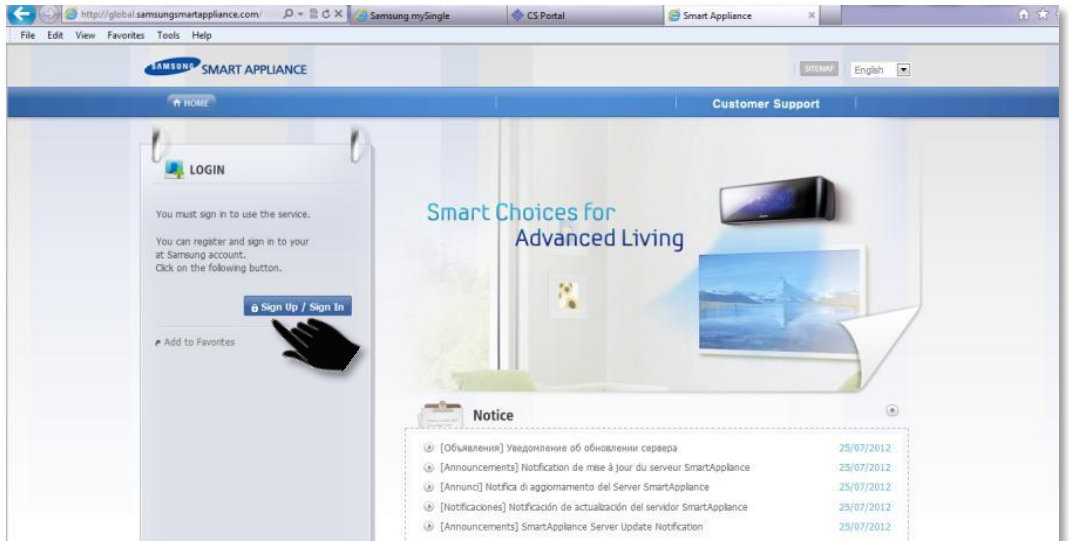 http://global.samsungsmartappliance.com/
Samsung mySingle
CS Portal
Smart Appliance
File Edit View Favorites Tools Help
SAMSUNG SMART APPLIANCE
SITEMAP
English
HOME
Customer Support
LOGIN
You must sign in to use the service.
You can register and sign in to your
at Samsung account.
Click on the following button.
Sign Up / Sign In
Add to Favorites
Smart Choices for
Advanced Living
Notice
[Объявления] Уведомление об обновлении сервера 25/07/2012
[Announcements] Notification de mise à jour du serveur SmartAppliance 25/07/2012
[Annunci] Notifica di aggiornamento del Server SmartAppliance 25/07/2012
[Notificaciones] Notificación de actualización del servidor SmartAppliance 25/07/2012
[Announcements] SmartAppliance Server Update Notification 25/07/2012